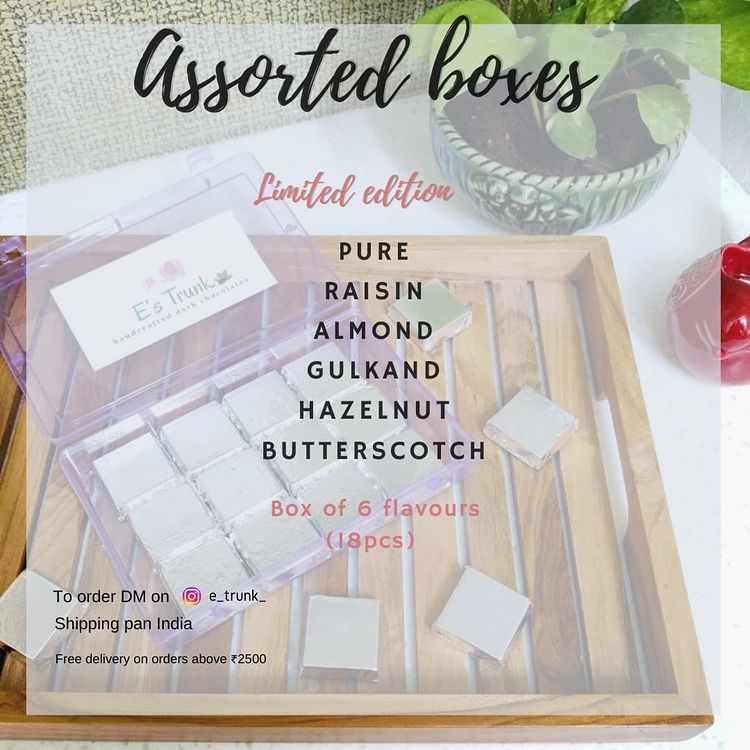 Assorted boxes
Limited edition
PURE
RAISIN
ALMOND
GULKAND
HAZELNUT
BUTTERSCOTCH
Box of 6 flavours
(18pcs)
E's Trunk
handcrafted dark chocolates
To order DM on e_trunk_
Shipping pan India
Free delivery on orders above ₹2500